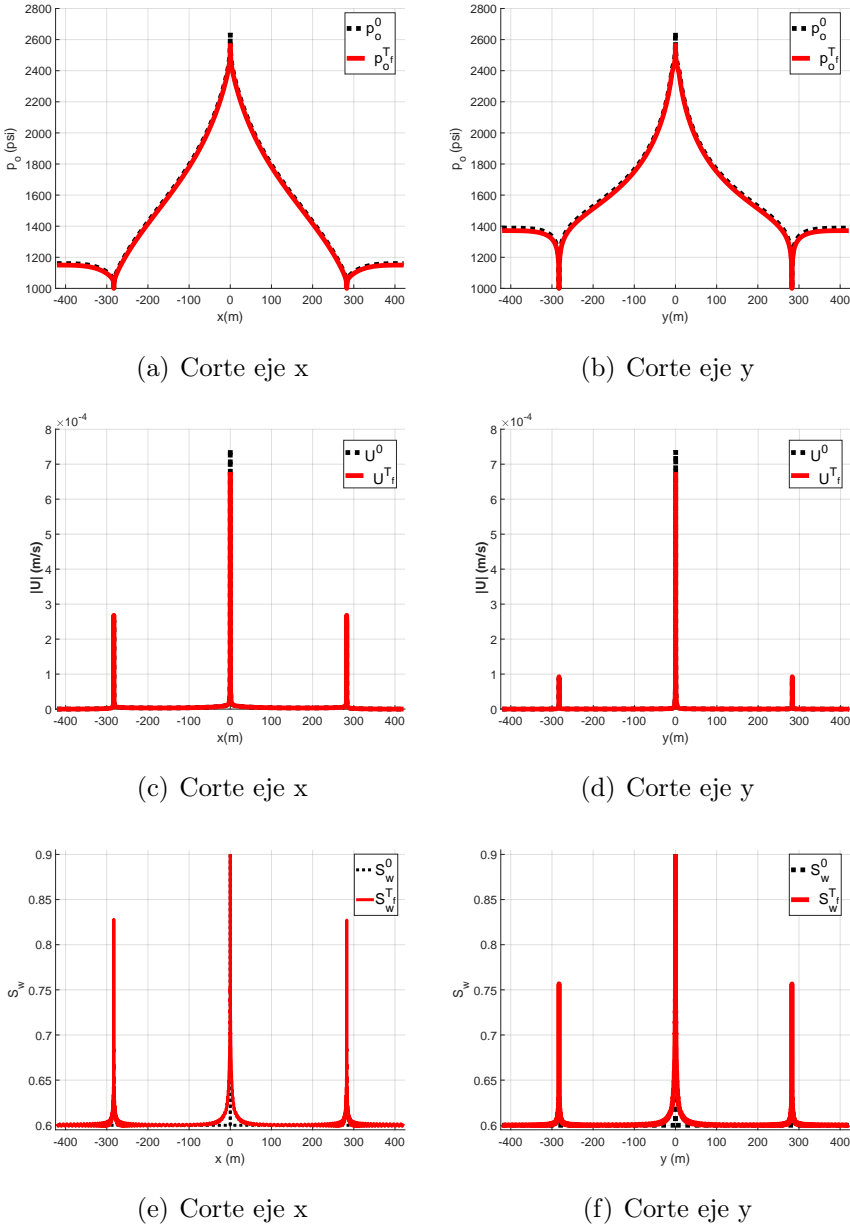 2800
2600
2400
2200
2000
1800
1600
1400
1200
1000
p_o (psi)
p_o^0
p_o^{T_f}
-400 -300 -200 -100 0 100 200 300 400
x(m)
(a) Corte eje x
2800
2600
2400
2200
2000
1800
1600
1400
1200
1000
p_o (psi)
p_o^0
p_o^{T_f}
-400 -300 -200 -100 0 100 200 300 400
y(m)
(b) Corte eje y
×10^{-4}
8
7
6
5
4
3
2
1
0
|U| (m/s)
U^0
U^{T_f}
-400 -300 -200 -100 0 100 200 300 400
x(m)
(c) Corte eje x
×10^{-4}
8
7
6
5
4
3
2
1
0
|U| (m/s)
U^0
U^{T_f}
-400 -300 -200 -100 0 100 200 300 400
y(m)
(d) Corte eje y
0.9
0.85
0.8
0.75
0.7
0.65
0.6
S_w
S_w^0
S_w^{T_f}
-400 -300 -200 -100 0 100 200 300 400
x (m)
(e) Corte eje x
0.9
0.85
0.8
0.75
0.7
0.65
0.6
S_w
S_w^0
S_w^{T_f}
-400 -300 -200 -100 0 100 200 300 400
y (m)
(f) Corte eje y